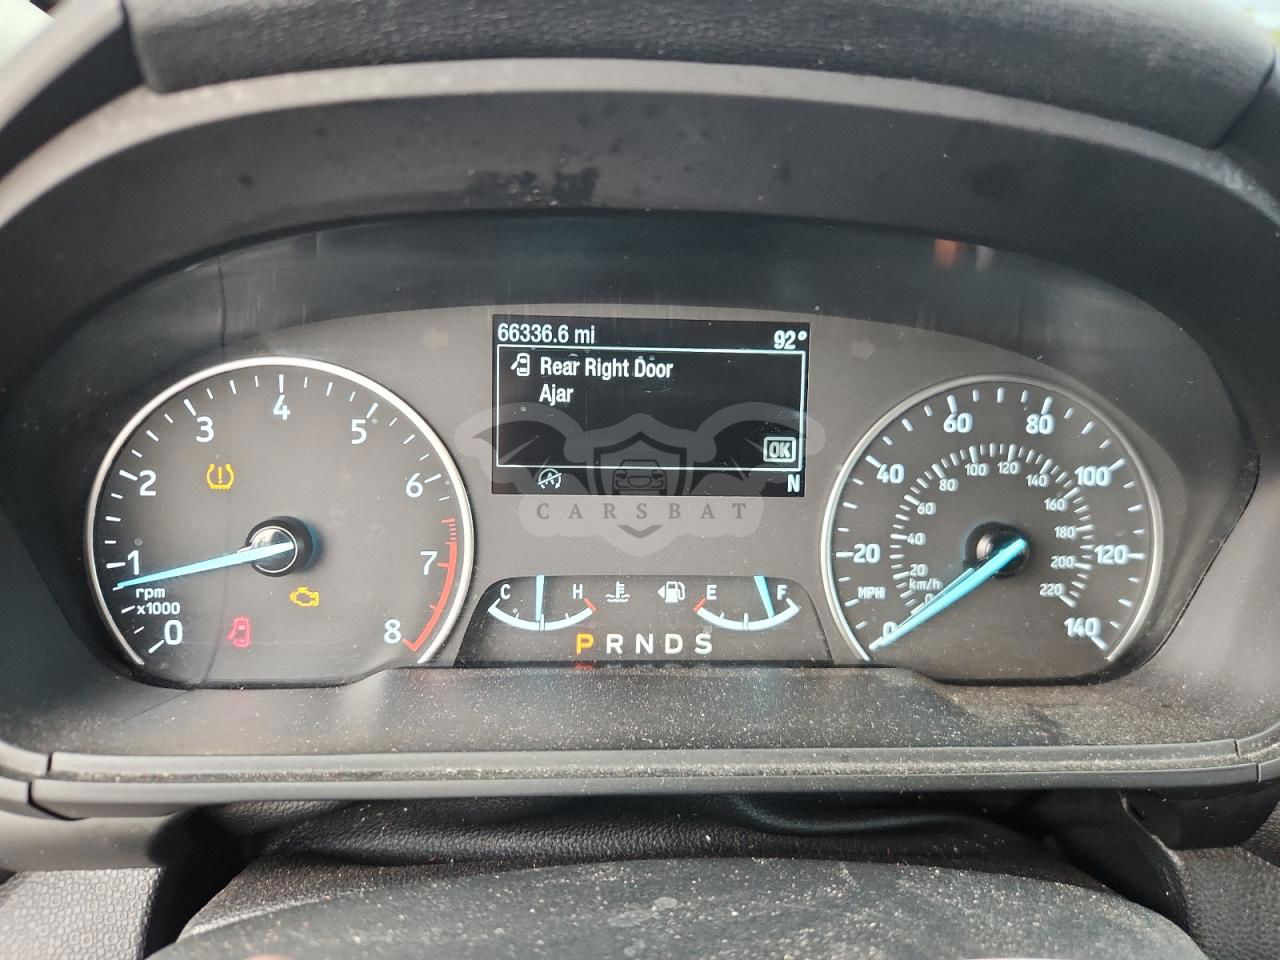 66336.6 mi 92°
Rear Right Door
Ajar
OK
N
CARSBAT
0 1 2 3 4 5 6 7 8
rpm
x1000
C H E F
P R N D S
0 20 40 60 80 100 120 140
MPH
0 20 40 60 80 100 120 140 160 180 200 220
km/h